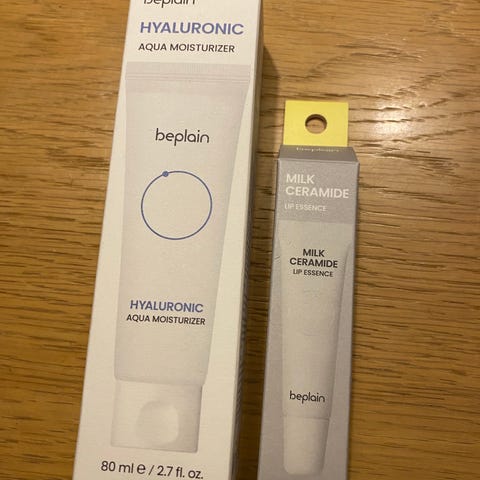 beplain
HYALURONIC
AQUA MOISTURIZER
beplain
HYALURONIC
AQUA MOISTURIZER
80 ml e / 2.7 fl. oz.
beplain
MILK
CERAMIDE
LIP ESSENCE
MILK
CERAMIDE
LIP ESSENCE
beplain